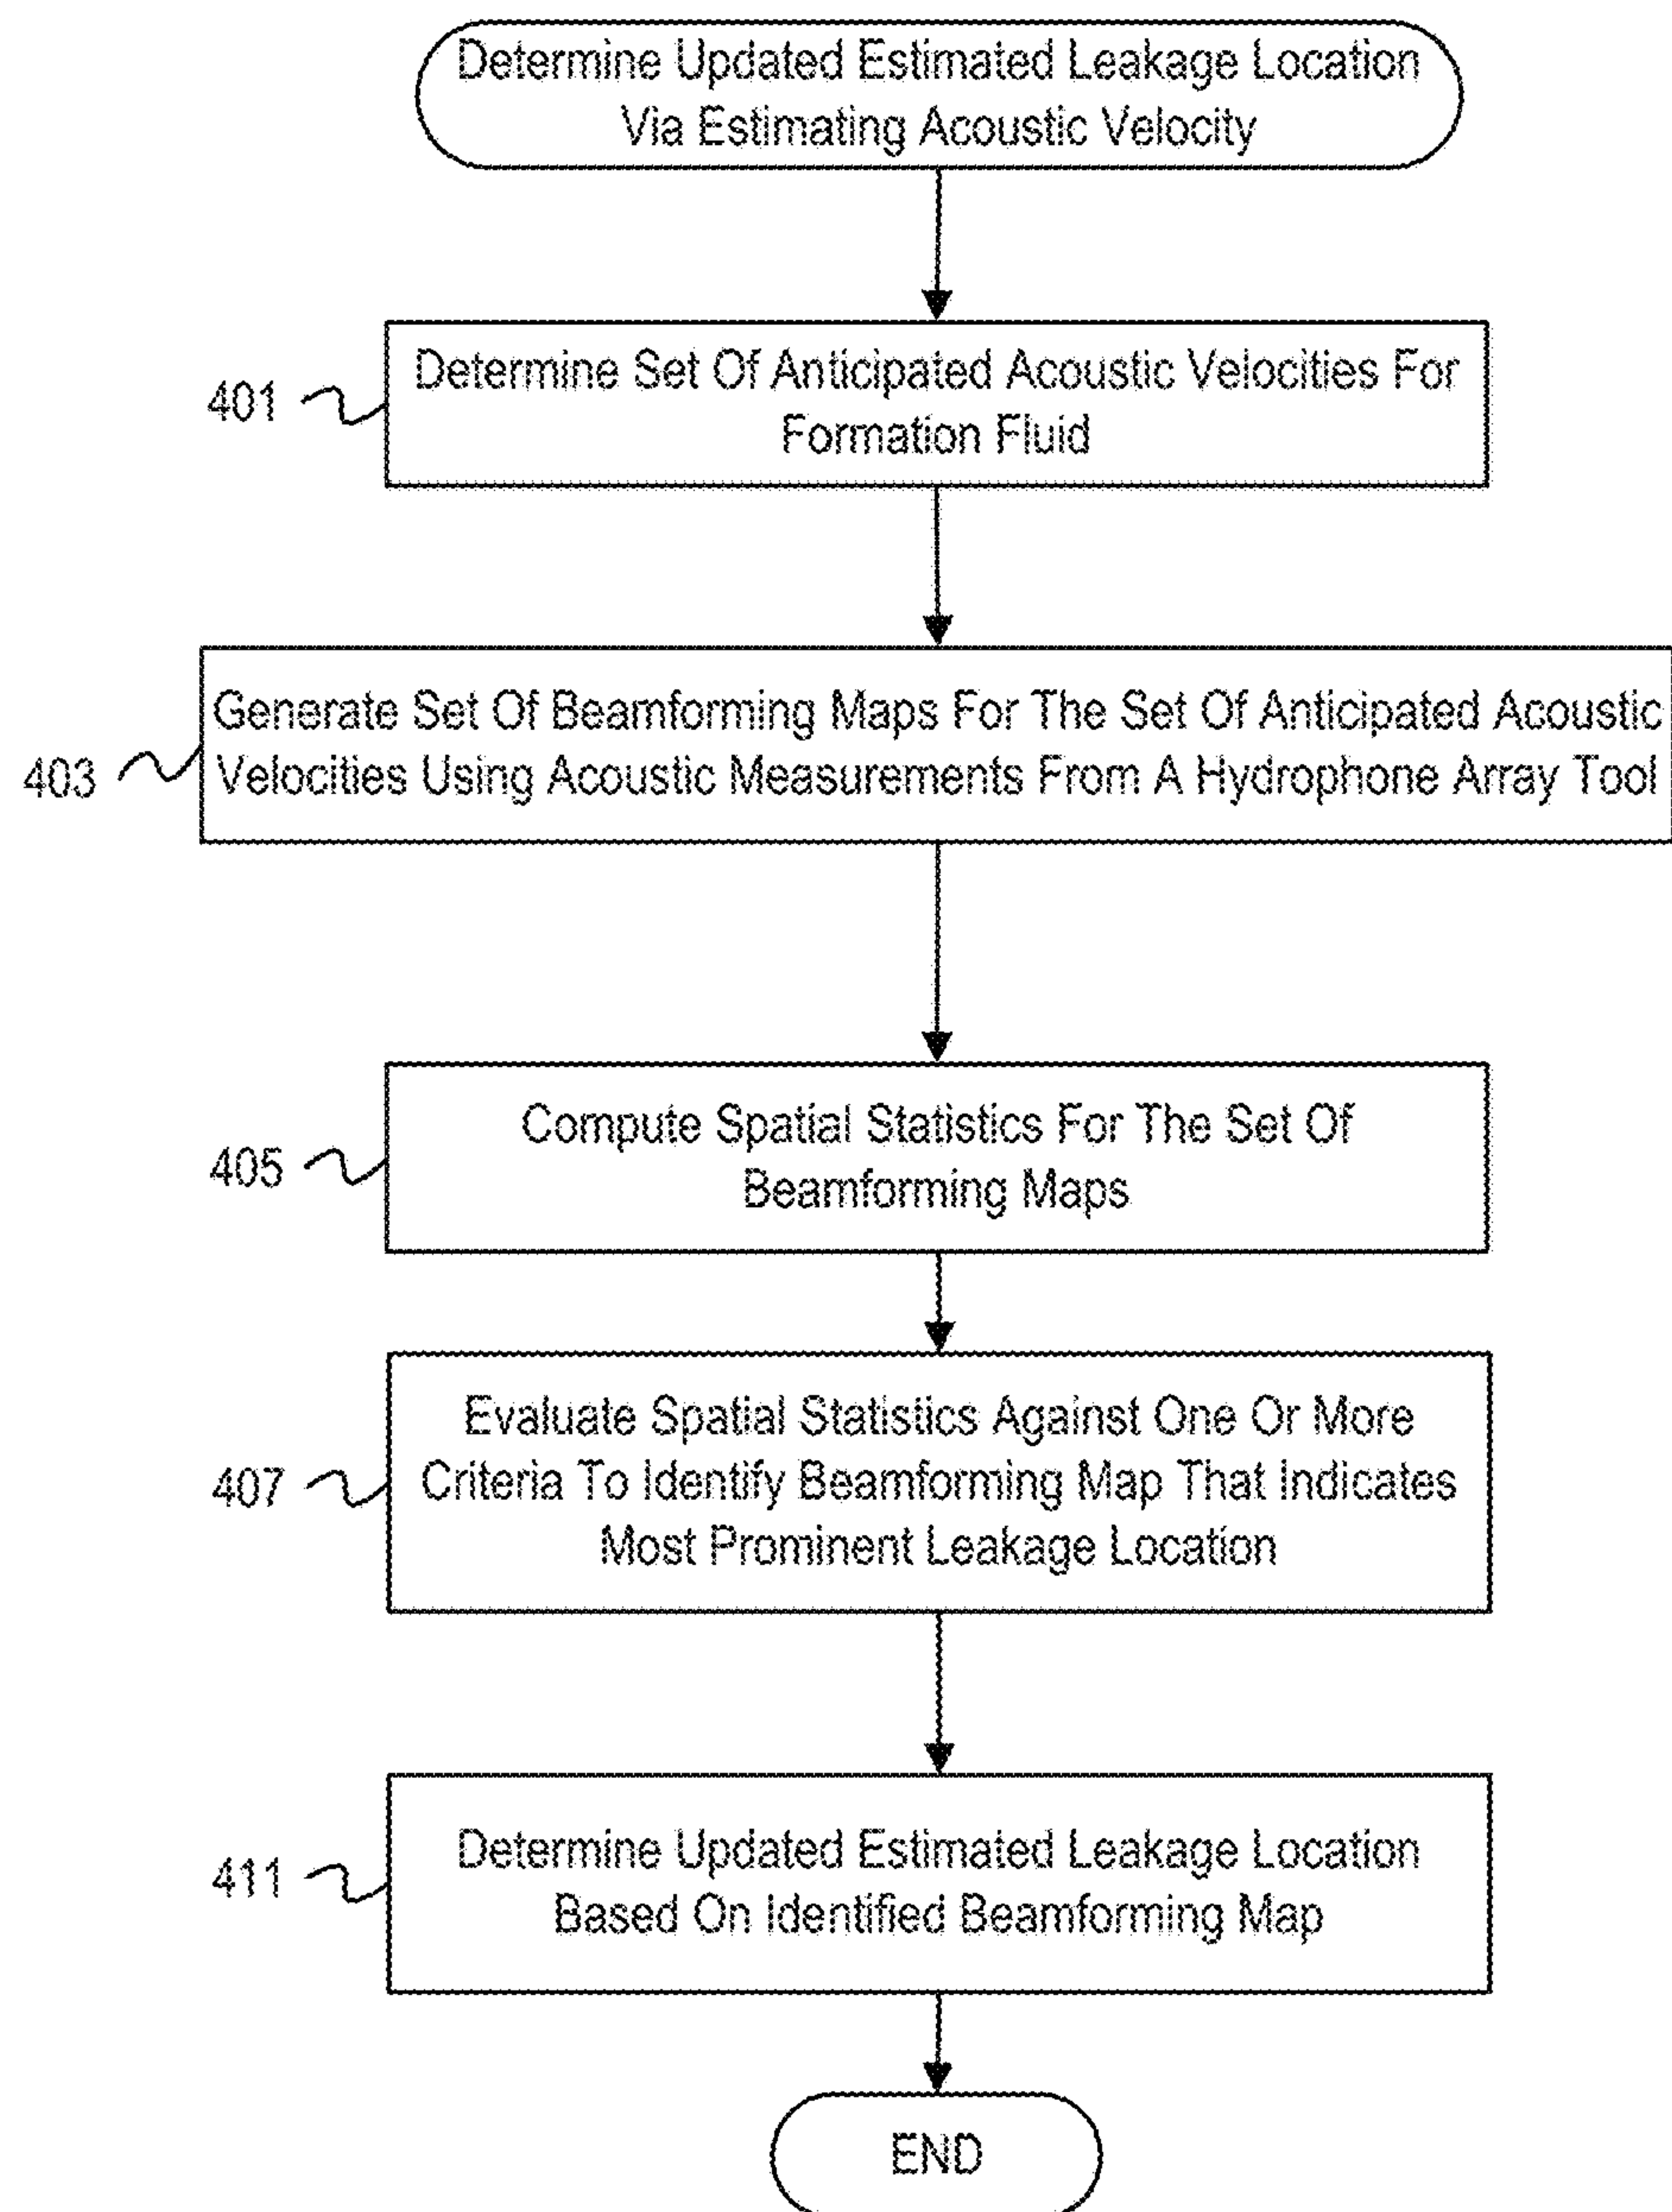 Determine Updated Estimated Leakage Location
Via Estimating Acoustic Velocity
401
Determine Set Of Anticipated Acoustic Velocities For
Formation Fluid
403
Generate Set Of Beamforming Maps For The Set Of Anticipated Acoustic
Velocities Using Acoustic Measurements From A Hydrophone Array Tool
405
Compute Spatial Statistics For The Set Of
Beamforming Maps
407
Evaluate Spatial Statistics Against One Or More
Criteria To Identify Beamforming Map That Indicates
Most Prominent Leakage Location
411
Determine Updated Estimated Leakage Location
Based On Identified Beamforming Map
END